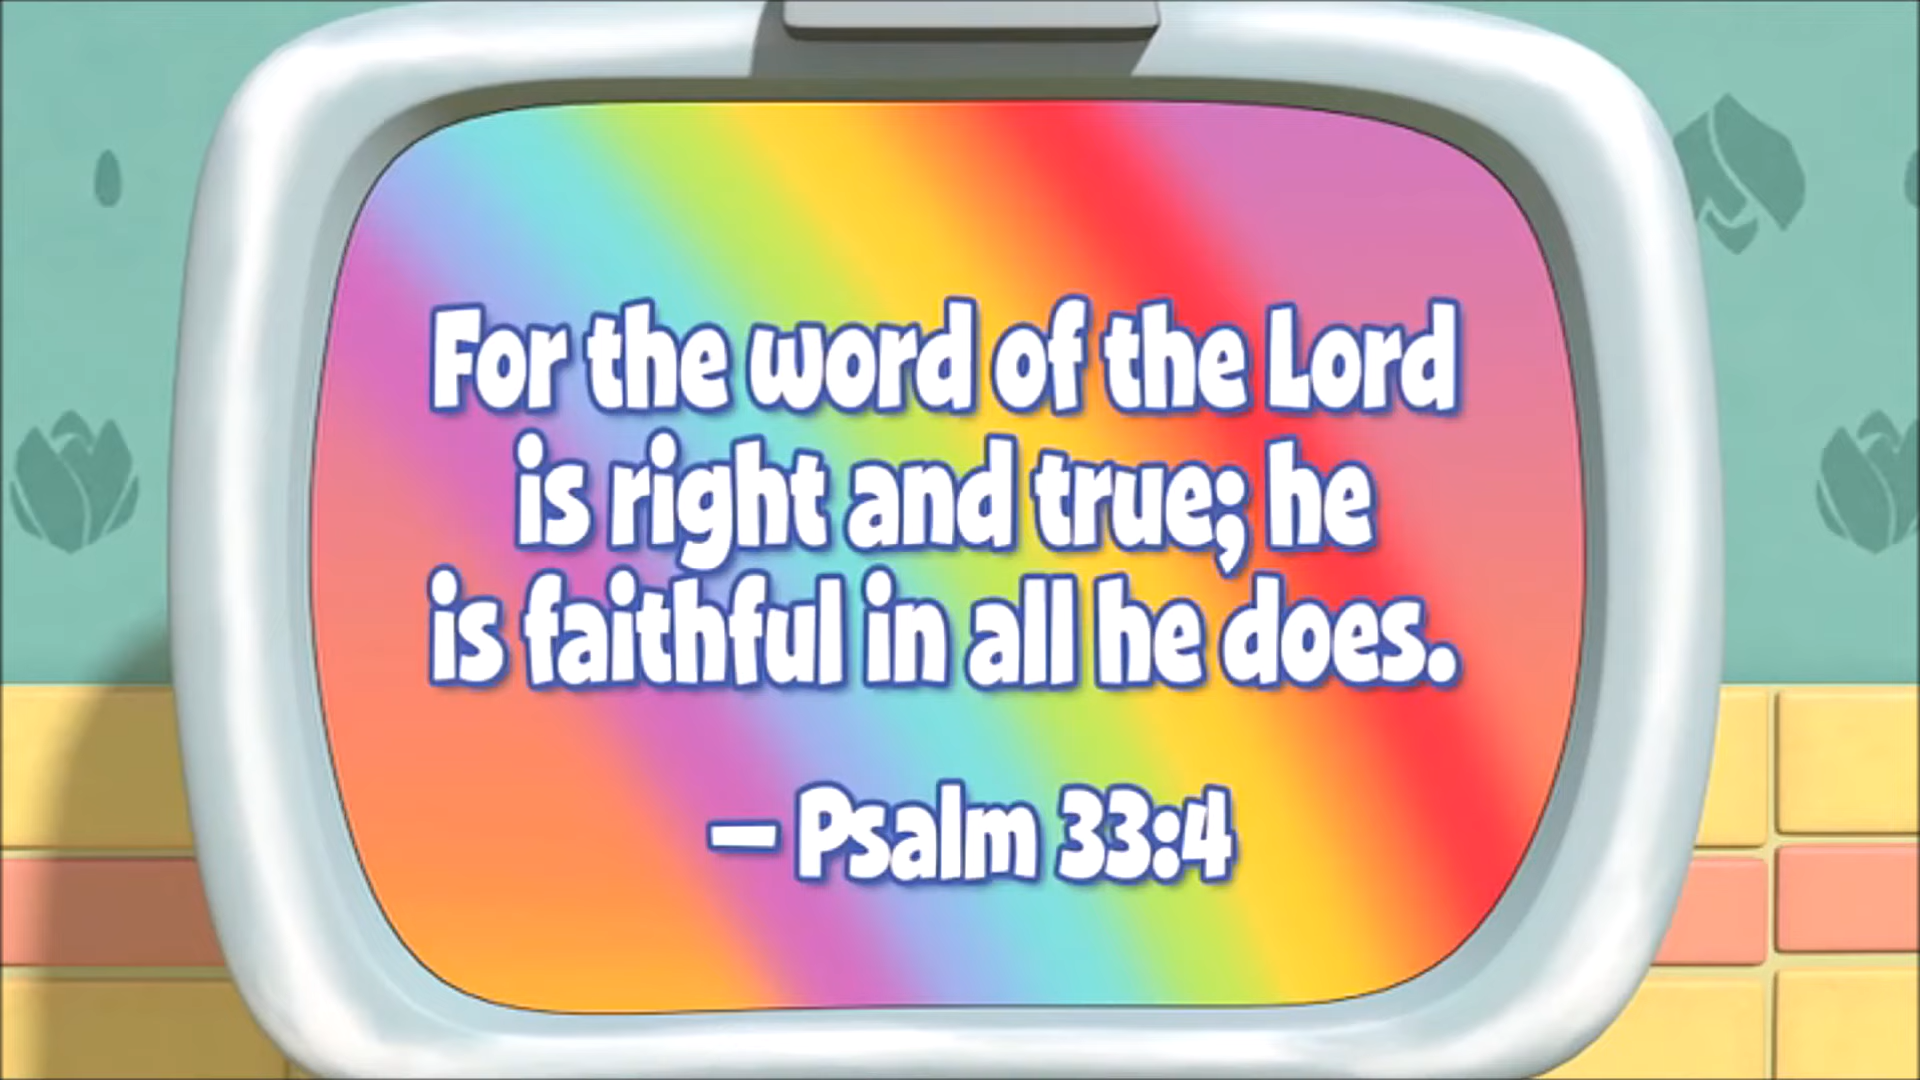 For the word of the Lord
is right and true; he
is faithful in all he does.
– Psalm 33:4